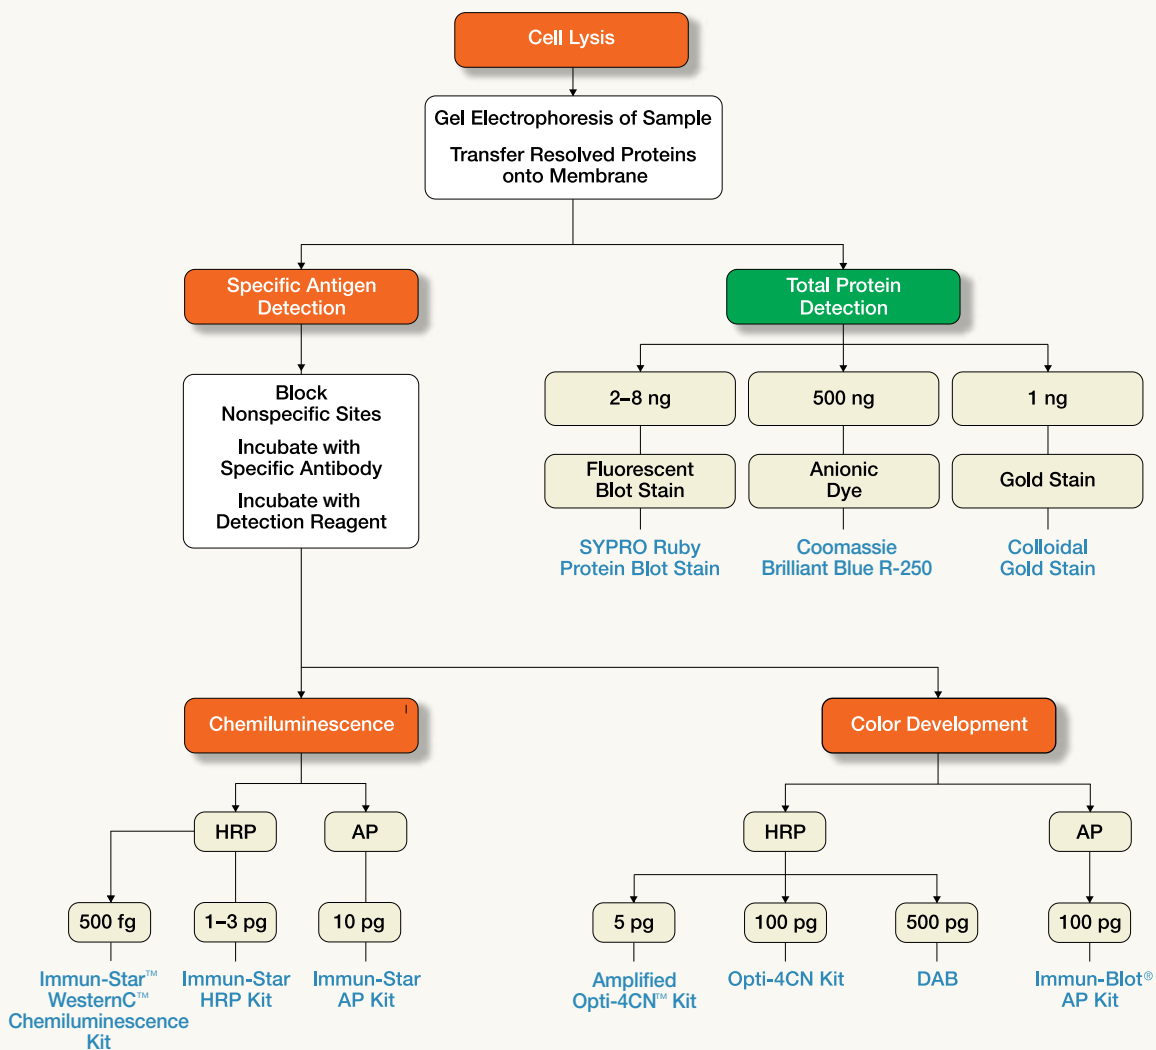 Cell Lysis
Gel Electrophoresis of Sample
Transfer Resolved Proteins
onto Membrane
Specific Antigen
Detection
Total Protein
Detection
Block
Nonspecific Sites
Incubate with
Specific Antibody
Incubate with
Detection Reagent
2–8 ng
500 ng
1 ng
Fluorescent
Blot Stain
Anionic
Dye
Gold Stain
SYPRO Ruby
Protein Blot Stain
Coomassie
Brilliant Blue R-250
Colloidal
Gold Stain
Chemiluminescence
Color Development
HRP
AP
HRP
AP
500 fg
1–3 pg
10 pg
5 pg
100 pg
500 pg
100 pg
Immun-Star™
WesternC™
Chemiluminescence
Kit
Immun-Star
HRP Kit
Immun-Star
AP Kit
Amplified
Opti-4CN™ Kit
Opti-4CN Kit
DAB
Immun-Blot®
AP Kit